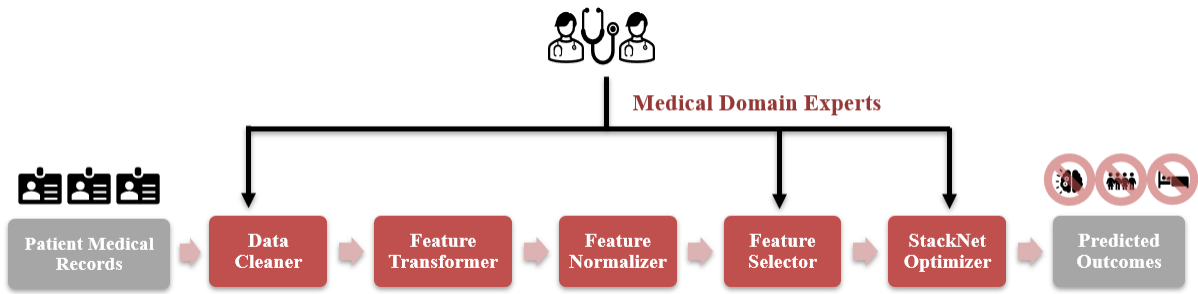 Medical Domain Experts
Patient Medical
Records
Data
Cleaner
Feature
Transformer
Feature
Normalizer
Feature
Selector
StackNet
Optimizer
Predicted
Outcomes